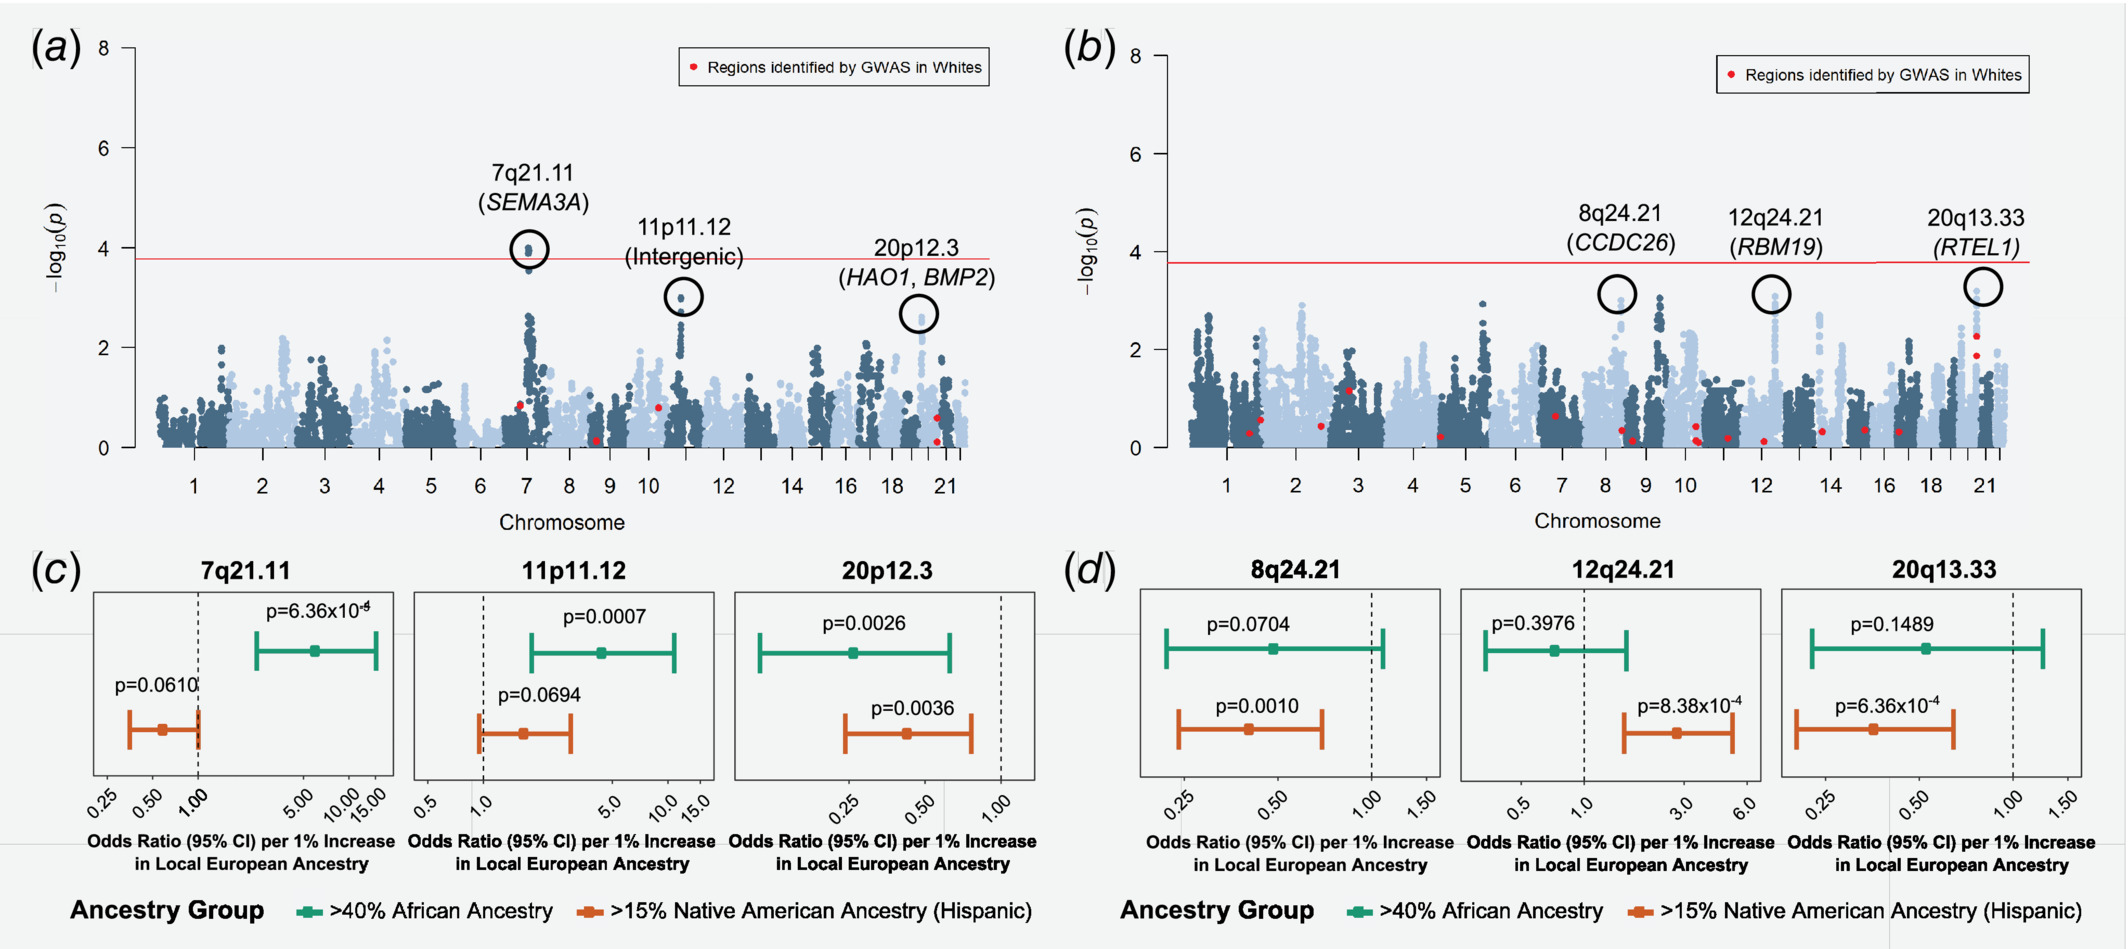 (a)
8
6
4
2
0
−log10(p)
Regions identified by GWAS in Whites
7q21.11
(SEMA3A)
11p11.12
(Intergenic)
20p12.3
(HAO1, BMP2)
1 2 3 4 5 6 7 8 9 10 12 14 16 18 21
Chromosome
(b)
8
6
4
2
0
−log10(p)
Regions identified by GWAS in Whites
8q24.21
(CCDC26)
12q24.21
(RBM19)
20q13.33
(RTEL1)
1 2 3 4 5 6 7 8 9 10 12 14 16 18 21
Chromosome
(c)
7q21.11
p=6.36x10
p=0.0610
0.25 0.50 1.00 5.00 10.00 15.00
Odds Ratio (95% CI) per 1% Increase
in Local European Ancestry
11p11.12
p=0.0007
p=0.0694
0.5 1.0 5.0 10.0 15.0
Odds Ratio (95% CI) per 1% Increase
in Local European Ancestry
20p12.3
p=0.0026
p=0.0036
0.25 0.50 1.00
Odds Ratio (95% CI) per 1% Increase
in Local European Ancestry
Ancestry Group >40% African Ancestry >15% Native American Ancestry (Hispanic)
(d)
8q24.21
p=0.0704
p=0.0010
0.25 0.50 1.00 1.50
Odds Ratio (95% CI) per 1% Increase
in Local European Ancestry
12q24.21
p=0.3976
p=8.38x10-4
0.5 1.0 3.0 6.0
Odds Ratio (95% CI) per 1% Increase
in Local European Ancestry
20q13.33
p=0.1489
p=6.36x10-4
0.25 0.50 1.00 1.50
Odds Ratio (95% CI) per 1% Increase
in Local European Ancestry
Ancestry Group >40% African Ancestry >15% Native American Ancestry (Hispanic)